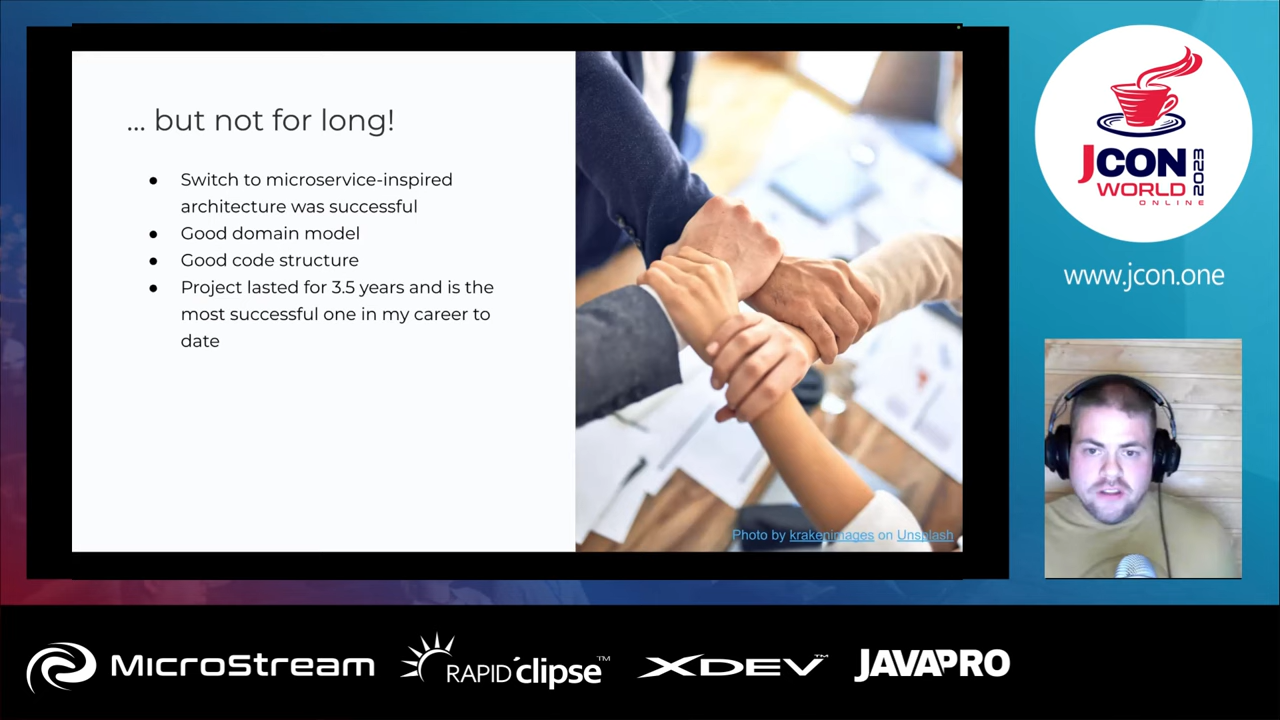 ... but not for long!
● Switch to microservice-inspired
architecture was successful
● Good domain model
● Good code structure
● Project lasted for 3.5 years and is the
most successful one in my career to
date
Photo by krakenimages on Unsplash
JCON
WORLD
ONLINE
2023
www.jcon.one
MicroStream
RAPIDclipse™
XDEV™
JAVAPRO